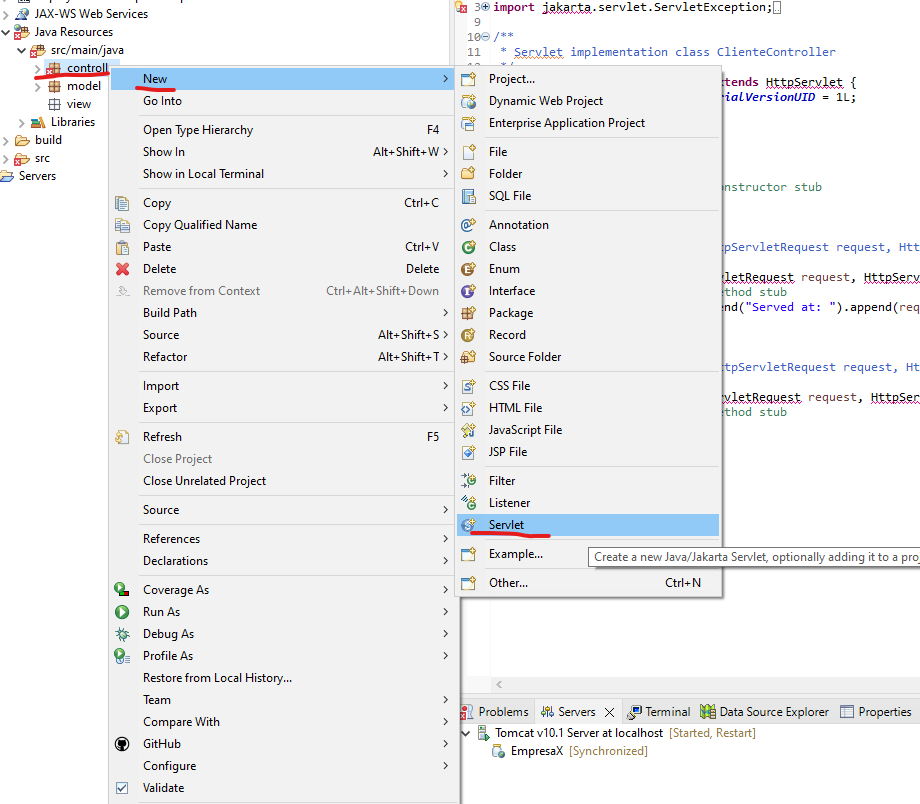 JAX-WS Web Services
Java Resources
src/main/java
controll
model
view
Libraries
build
src
Servers
New
Go Into
Open Type Hierarchy F4
Show In Alt+Shift+W
Show in Local Terminal
Copy Ctrl+C
Copy Qualified Name
Paste Ctrl+V
Delete Delete
Remove from Context Ctrl+Alt+Shift+Down
Build Path
Source Alt+Shift+S
Refactor Alt+Shift+T
Import
Export
Refresh F5
Close Project
Close Unrelated Project
Source
References
Declarations
Coverage As
Run As
Debug As
Profile As
Restore from Local History...
Team
Compare With
GitHub
Configure
Validate
Project...
Dynamic Web Project
Enterprise Application Project
File
Folder
SQL File
Annotation
Class
Enum
Interface
Package
Record
Source Folder
CSS File
HTML File
JavaScript File
JSP File
Filter
Listener
Servlet
Example...
Other... Ctrl+N
Create a new Java/Jakarta Servlet, optionally adding it to a proj
3 import jakarta.servlet.ServletException;
9
10 /**
11 * Servlet implementation class ClienteController
xtends HttpServlet {
rialVersionUID = 1L;
nstructor stub
tpServletRequest request, Htt
vletRequest request, HttpServ
thod stub
nd("Served at: ").append(req
ttpServletRequest request, Ht
rvletRequest request, HttpSer
thod stub
Problems Servers Terminal Data Source Explorer Properties
Tomcat v10.1 Server at localhost [Started, Restart]
EmpresaX [Synchronized]